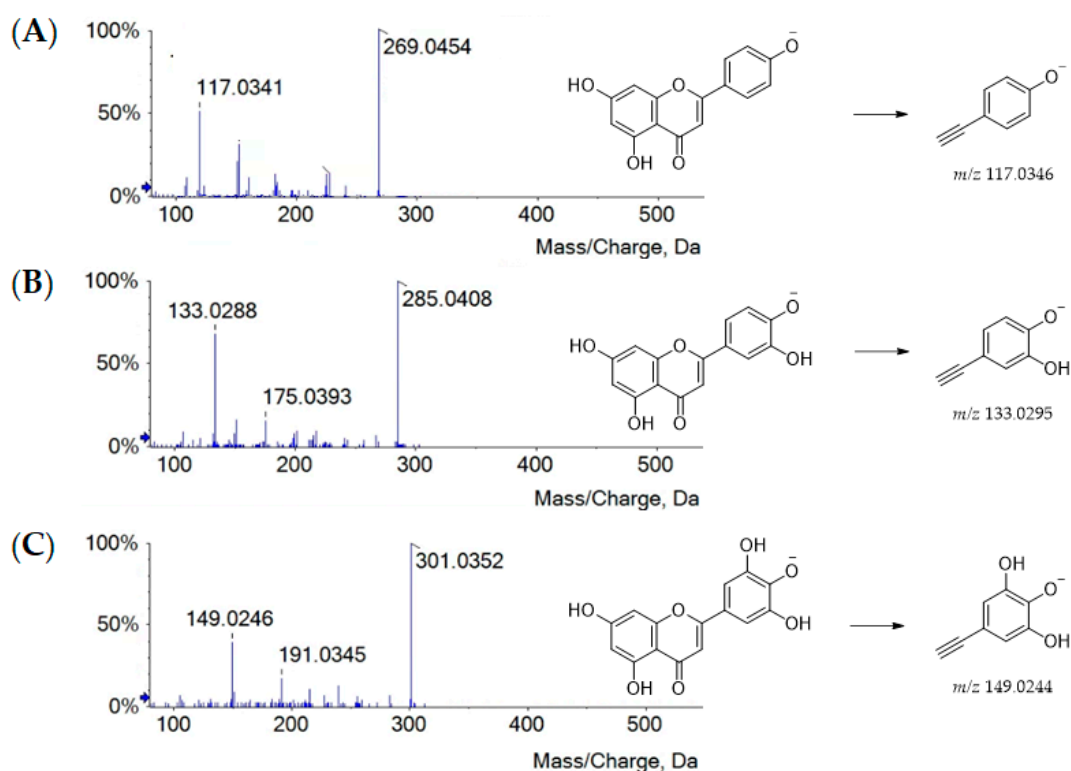 (A)
100%
50%
0%
117.0341
269.0454
100
200
300
400
500
Mass/Charge, Da
HO
OH
O
O
O⁻
O⁻
m/z 117.0346
(B)
100%
50%
0%
133.0288
175.0393
285.0408
100
200
300
400
500
Mass/Charge, Da
HO
OH
O
O
O⁻
OH
O⁻
OH
m/z 133.0295
(C)
100%
50%
0%
149.0246
191.0345
301.0352
100
200
300
400
500
Mass/Charge, Da
HO
OH
O
O
OH
O⁻
OH
OH
O⁻
OH
m/z 149.0244